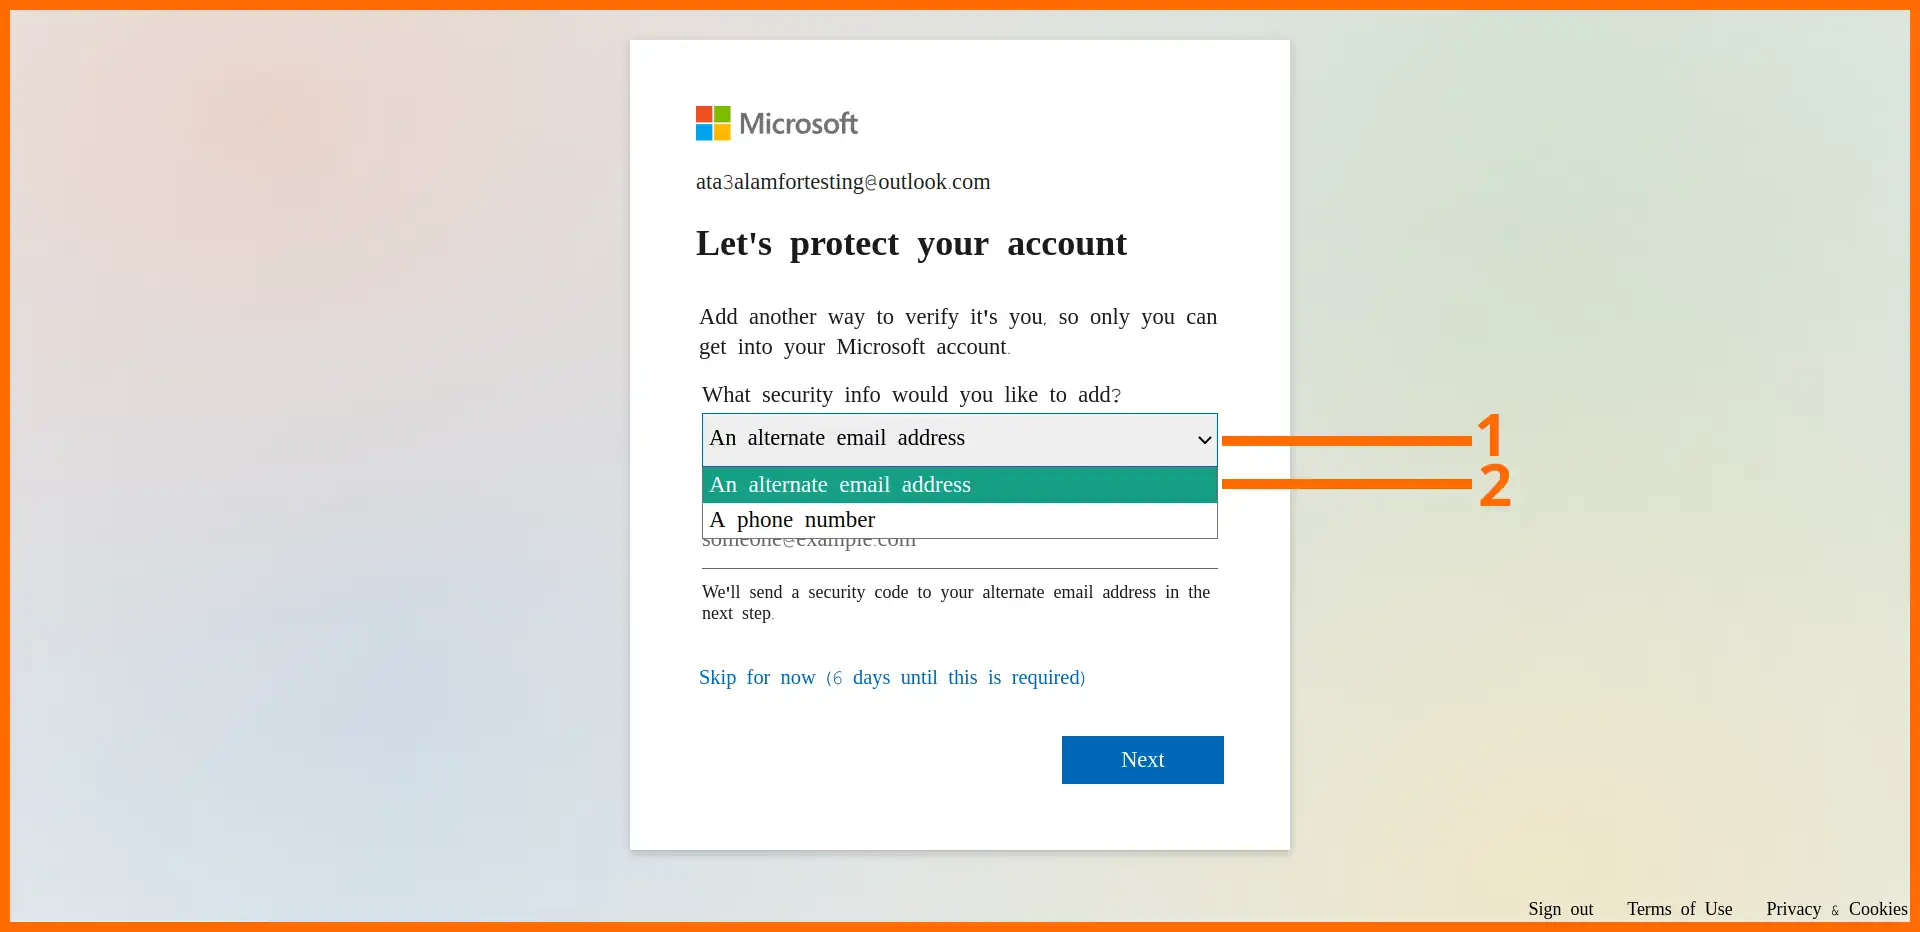 Microsoft
ata3alamfortesting@outlook.com
Let's protect your account
Add another way to verify it's you, so only you can
get into your Microsoft account.
What security info would you like to add?
An alternate email address
1
An alternate email address
2
A phone number
someone@example.com
We'll send a security code to your alternate email address in the
next step.
Skip for now (6 days until this is required)
Next
Sign out Terms of Use Privacy & Cookies